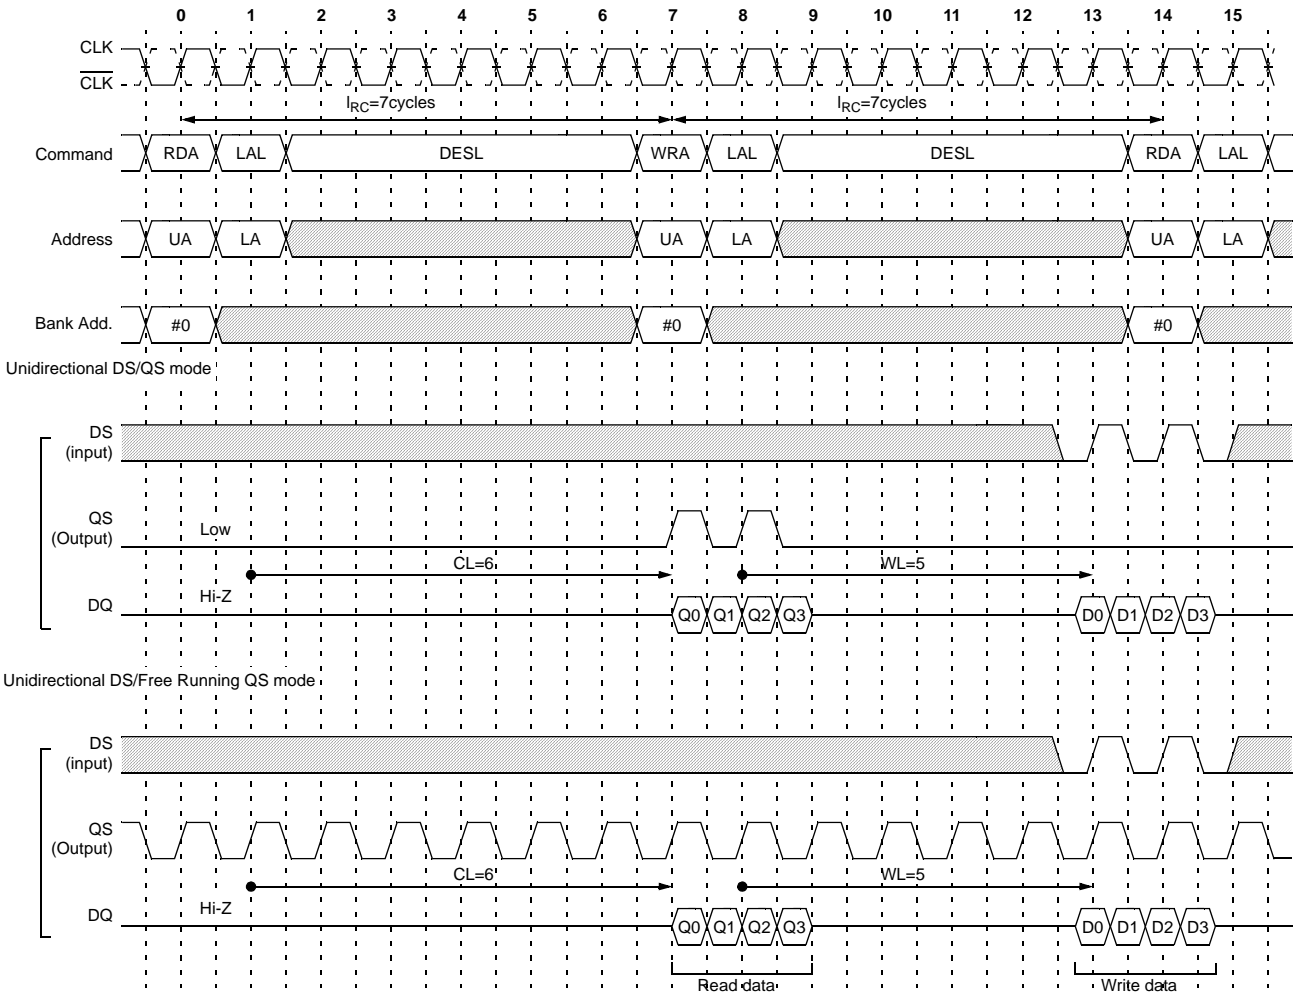 0 1 2 3 4 5 6 7 8 9 10 11 12 13 14 15
CLK
CLK
IRC=7cycles IRC=7cycles
Command RDA LAL DESL WRA LAL DESL RDA LAL
Address UA LA UA LA UA LA
Bank Add. #0 #0 #0
Unidirectional DS/QS mode
DS
(input)
QS
(Output) Low
CL=6 WL=5
DQ Hi-Z Q0 Q1 Q2 Q3 D0 D1 D2 D3
Unidirectional DS/Free Running QS mode
DS
(input)
QS
(Output)
CL=6 WL=5
DQ Hi-Z Q0 Q1 Q2 Q3 D0 D1 D2 D3
Read data Write data